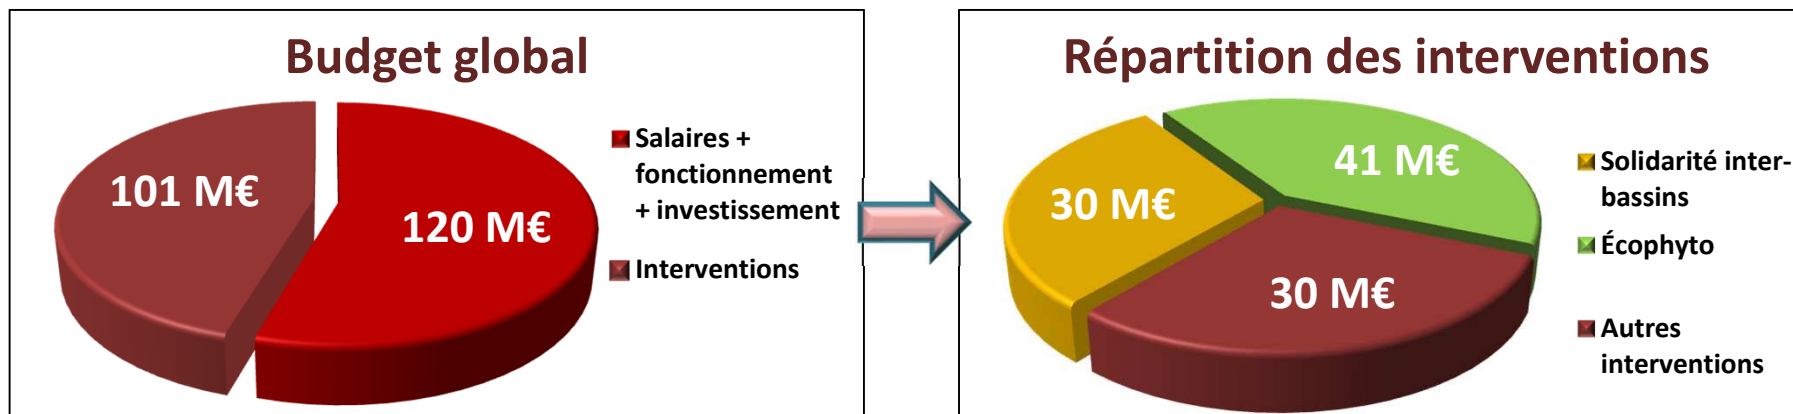 Budget global
101 M€
120 M€
Salaires +
fonctionnement
+ investissement
Interventions
Répartition des interventions
30 M€
41 M€
30 M€
Solidarité inter-
bassins
Écophyto
Autres
interventions